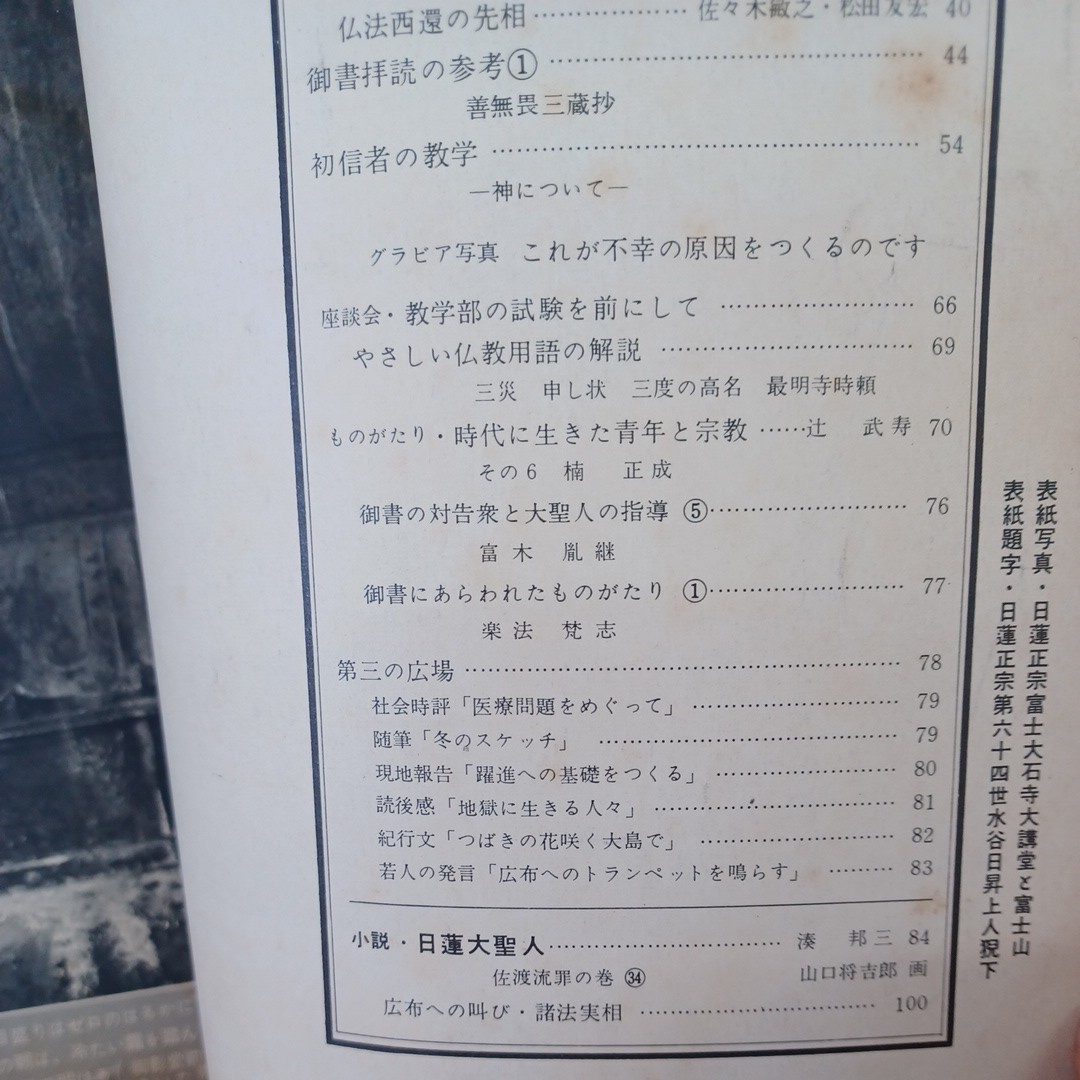 仏法西還の先相……………… 佐々木敏之・松田友宏 40
御書拝読の参考① …………………………………………… 44
善無畏三蔵抄
初信者の教学 ……………………………………………… 54
―神について―
グラビア写真 これが不幸の原因をつくるのです
座談会・教学部の試験を前にして …………………… 66
やさしい仏教用語の解説 ………………………… 69
三災 申し状 三度の高名 最明寺時頼
ものがたり・時代に生きた青年と宗教 ……辻 武寿 70
その6 楠 正成
御書の対告衆と大聖人の指導 ⑤…………………… 76
富木 胤継
御書にあらわれたものがたり ①…………………… 77
楽法 梵志
第三の広場 ……………………………………………… 78
社会時評「医療問題をめぐって」 …………………… 79
随筆「冬のスケッチ」 ……………………………… 79
現地報告「躍進への基礎をつくる」 ………………… 80
読後感「地獄に生きる人々」 ………………………… 81
紀行文「つばきの花咲く大島で」 …………………… 82
若人の発言「広布へのトランペットを鳴らす」 ……… 83
小説・日蓮大聖人………………………… 湊 邦三 84
佐渡流罪の巻 ㉞ 山口将吉郎 画
広布への叫び・諸法実相 ………………………… 100
表紙写真・日蓮正宗富士大石寺大講堂と富士山
表紙題字・日蓮正宗第六十四世水谷日昇上人猊下